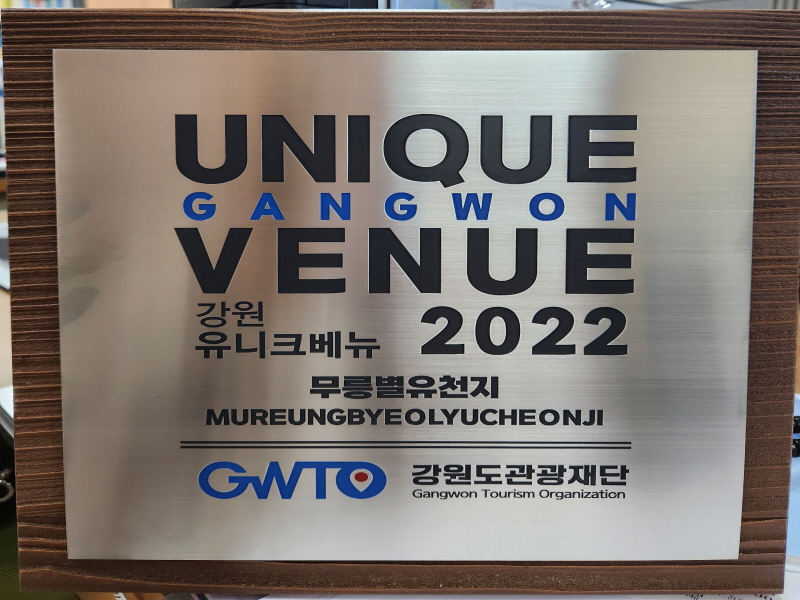 UNIQUE
GANGWON
VENUE
강원
유니크베뉴 2022
무릉별유천지
MUREUNGBYEOLYUCHEONJI
GWTO 강원도관광재단
Gangwon Tourism Organization